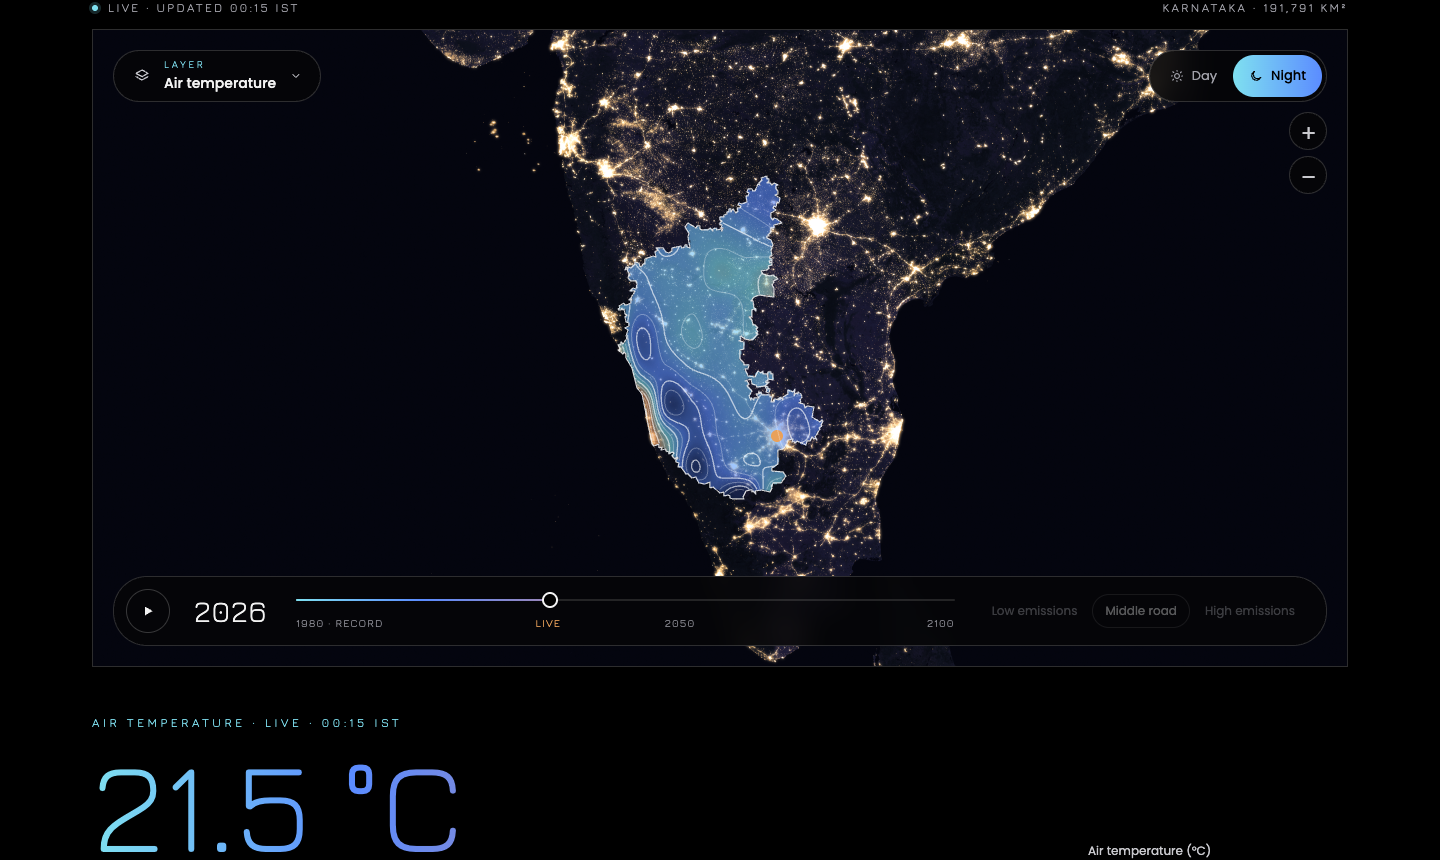 LIVE · UPDATED 00:15 IST
KARNATAKA · 191,791 KM²
LAYER
Air temperature
Day
Night
+
−
2026
1980 · RECORD
LIVE
2050
2100
Low emissions
Middle road
High emissions
AIR TEMPERATURE · LIVE · 00:15 IST
21.5 °C
Air temperature (°C)